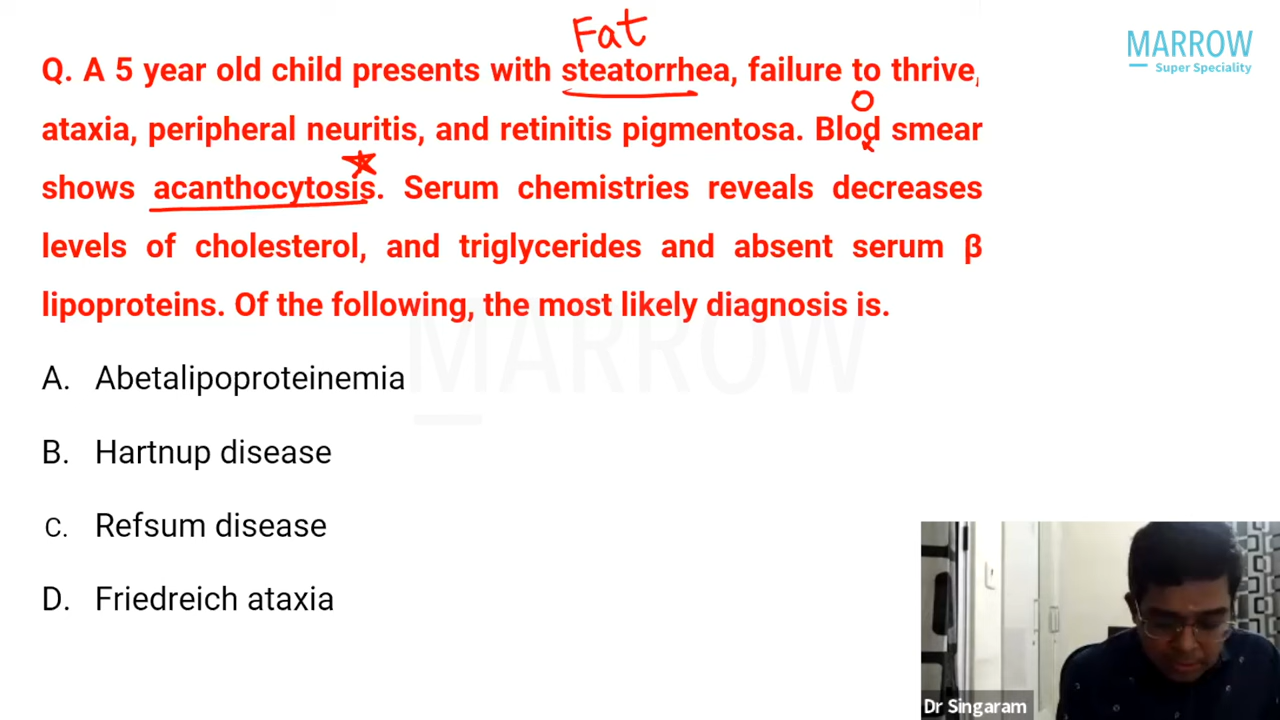 Fat
MARROW
Super Speciality
Q. A 5 year old child presents with steatorrhea, failure to thrive,
o
ataxia, peripheral neuritis, and retinitis pigmentosa. Blod smear
shows acanthocytosis. Serum chemistries reveals decreases
levels of cholesterol, and triglycerides and absent serum β
lipoproteins. Of the following, the most likely diagnosis is.
MARROW
A. Abetalipoproteinemia
B. Hartnup disease
C. Refsum disease
D. Friedreich ataxia
Dr Singaram